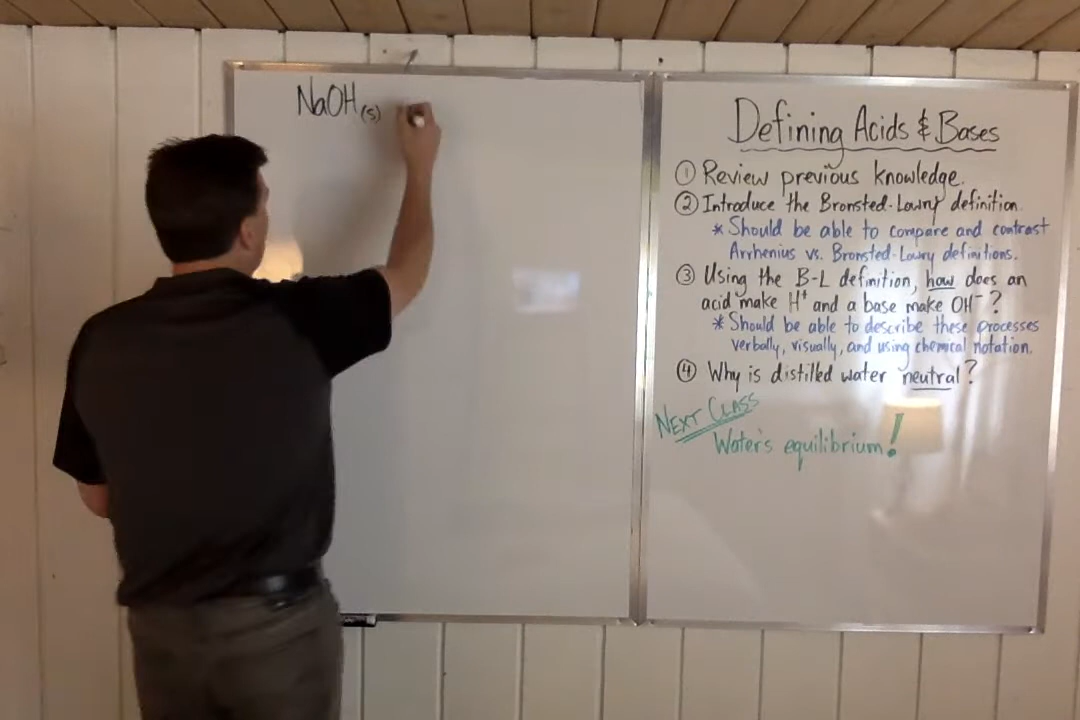 NaOH(s)
Defining Acids & Bases
① Review previous knowledge.
② Introduce the Bronsted-Lowry definition
* Should be able to compare and contrast
Arrhenius vs. Bronsted-Lowry definitions.
③ Using the B-L definition, how does an
acid make H⁺ and a base make OH⁻ ?
* Should be able to describe these processes
verbally, visually, and using chemical notation.
④ Why is distilled water neutral?
NEXT CLASS
Water's equilibrium!